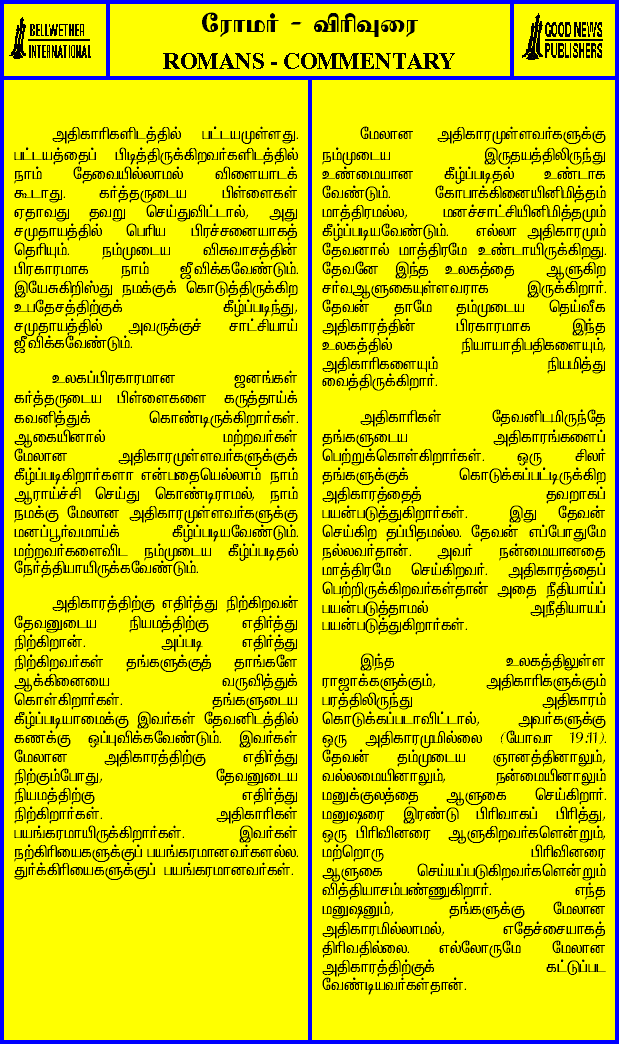 BELLWETHER
INTERNATIONAL
ரோமர் - விரிவுரை
ROMANS - COMMENTARY
GOOD NEWS
PUBLISHERS
அதிகாரிகளிடத்தில் பட்டயமுள்ளது.
பட்டயத்தைப் பிடித்திருக்கிறவர்களிடத்தில்
நாம் தேவையில்லாமல் விளையாடக்
கூடாது. கர்த்தருடைய பிள்ளைகள்
ஏதாவது தவறு செய்துவிட்டால், அது
சமுதாயத்தில் பெரிய பிரச்சனையாகத்
தெரியும். நம்முடைய விசுவாசத்தின்
பிரகாரமாக நாம் ஜீவிக்கவேண்டும்.
இயேசுகிறிஸ்து நமக்குக் கொடுத்திருக்கிற
உபதேசத்திற்குக் கீழ்ப்படிந்து,
சமுதாயத்தில் அவருக்குச் சாட்சியாய்
ஜீவிக்கவேண்டும்.
உலகப்பிரகாரமான ஜனங்கள்
கர்த்தருடைய பிள்ளைகளை கருத்தாய்க்
கவனித்துக் கொண்டிருக்கிறார்கள்.
ஆகையினால் மற்றவர்கள்
மேலான அதிகாரமுள்ளவர்களுக்குக்
கீழ்ப்படிகிறார்களா என்பதையெல்லாம் நாம்
ஆராய்ச்சி செய்து கொண்டிராமல், நாம்
நமக்கு மேலான அதிகாரமுள்ளவர்களுக்கு
மனப்பூர்வமாய்க் கீழ்ப்படியவேண்டும்.
மற்றவர்களைவிட நம்முடைய கீழ்ப்படிதல்
நேர்த்தியாயிருக்கவேண்டும்.
அதிகாரத்திற்கு எதிர்த்து நிற்கிறவன்
தேவனுடைய நியமத்திற்கு எதிர்த்து
நிற்கிறான். அப்படி எதிர்த்து
நிற்கிறவர்கள் தங்களுக்குத் தாங்களே
ஆக்கினையை வருவித்துக்
கொள்கிறார்கள். தங்களுடைய
கீழ்ப்படியாமைக்கு இவர்கள் தேவனிடத்தில்
கணக்கு ஒப்புவிக்கவேண்டும். இவர்கள்
மேலான அதிகாரத்திற்கு எதிர்த்து
நிற்கும்போது, தேவனுடைய
நியமத்திற்கு எதிர்த்து
நிற்கிறார்கள். அதிகாரிகள்
பயங்கரமாயிருக்கிறார்கள். இவர்கள்
நற்கிரியைகளுக்குப் பயங்கரமானவர்களல்ல.
துர்க்கிரியைகளுக்குப் பயங்கரமானவர்கள்.
மேலான அதிகாரமுள்ளவர்களுக்கு
நம்முடைய இருதயத்திலிருந்து
உண்மையான கீழ்ப்படிதல் உண்டாக
வேண்டும். கோபாக்கினையினிமித்தம்
மாத்திரமல்ல, மனச்சாட்சியினிமித்தமும்
கீழ்ப்படியவேண்டும். எல்லா அதிகாரமும்
தேவனால் மாத்திரமே உண்டாயிருக்கிறது.
தேவனே இந்த உலகத்தை ஆளுகிற
சர்வஆளுகையுள்ளவராக இருக்கிறார்.
தேவன் தாமே தம்முடைய தெய்வீக
அதிகாரத்தின் பிரகாரமாக இந்த
உலகத்தில் நியாயாதிபதிகளையும்,
அதிகாரிகளையும் நியமித்து
வைத்திருக்கிறார்.
அதிகாரிகள் தேவனிடமிருந்தே
தங்களுடைய அதிகாரங்களைப்
பெற்றுக்கொள்கிறார்கள். ஒரு சிலர்
தங்களுக்குக் கொடுக்கப்பட்டிருக்கிற
அதிகாரத்தைத் தவறாகப்
பயன்படுத்துகிறார்கள். இது தேவன்
செய்கிற தப்பிதமல்ல. தேவன் எப்போதுமே
நல்லவர்தான். அவர் நன்மையானதை
மாத்திரமே செய்கிறவர். அதிகாரத்தைப்
பெற்றிருக்கிறவர்கள்தான் அதை நீதியாய்ப்
பயன்படுத்தாமல் அநீதியாயப்
பயன்படுத்துகிறார்கள்.
இந்த உலகத்திலுள்ள
ராஜாக்களுக்கும், அதிகாரிகளுக்கும்
பரத்திலிருந்து அதிகாரம்
கொடுக்கப்படாவிட்டால், அவர்களுக்கு
ஒரு அதிகாரமுமில்லை (யோவா 19:11).
தேவன் தம்முடைய ஞானத்தினாலும்,
வல்லமையினாலும், நன்மையினாலும்
மனுக்குலத்தை ஆளுகை செய்கிறார்.
மனுஷரை இரண்டு பிரிவாகப் பிரித்து,
ஒரு பிரிவினரை ஆளுகிறவர்களென்றும்,
மற்றொரு பிரிவினரை
ஆளுகை செய்யப்படுகிறவர்களென்றும்
வித்தியாசம்பண்ணுகிறார். எந்த
மனுஷனும், தங்களுக்கு மேலான
அதிகாரமில்லாமல், எதேச்சையாகத்
திரிவதில்லை. எல்லோருமே மேலான
அதிகாரத்திற்குக் கட்டுப்பட
வேண்டியவர்கள்தான்.